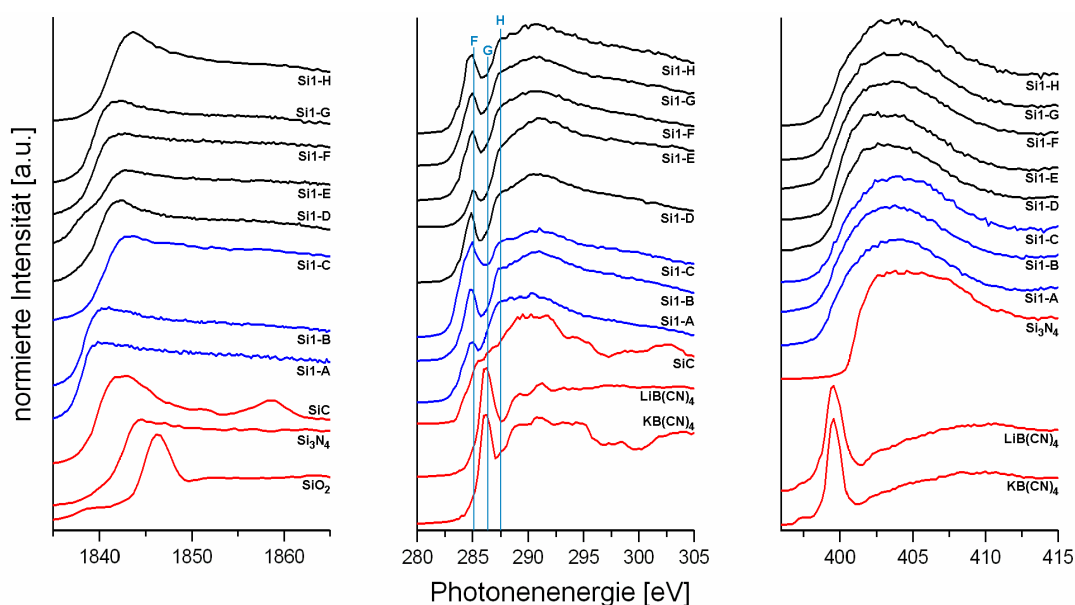 normierte Intensität [a.u.]
Si1-H
Si1-G
Si1-F
Si1-E
Si1-D
Si1-C
Si1-B
Si1-A
SiC
Si₃N₄
SiO₂
1840
1850
1860
F
G
H
Si1-H
Si1-G
Si1-F
Si1-E
Si1-D
Si1-C
Si1-B
Si1-A
SiC
LiB(CN)₄
KB(CN)₄
280
285
290
295
300
305
Si1-H
Si1-G
Si1-F
Si1-E
Si1-D
Si1-C
Si1-B
Si1-A
Si₃N₄
LiB(CN)₄
KB(CN)₄
400
405
410
415
Photonenenergie [eV]